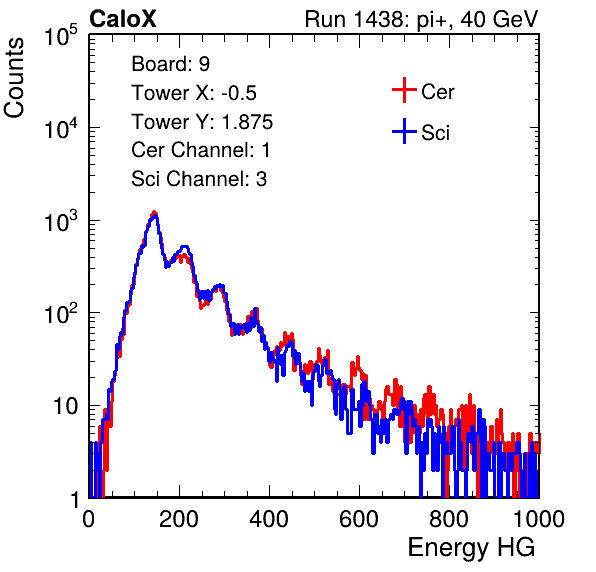 CaloX
Run 1438: pi+, 40 GeV
Counts
Board: 9
Tower X: -0.5
Tower Y: 1.875
Cer Channel: 1
Sci Channel: 3
Cer
Sci
10^5
10^4
10^3
10^2
10
1
0 200 400 600 800 1000
Energy HG